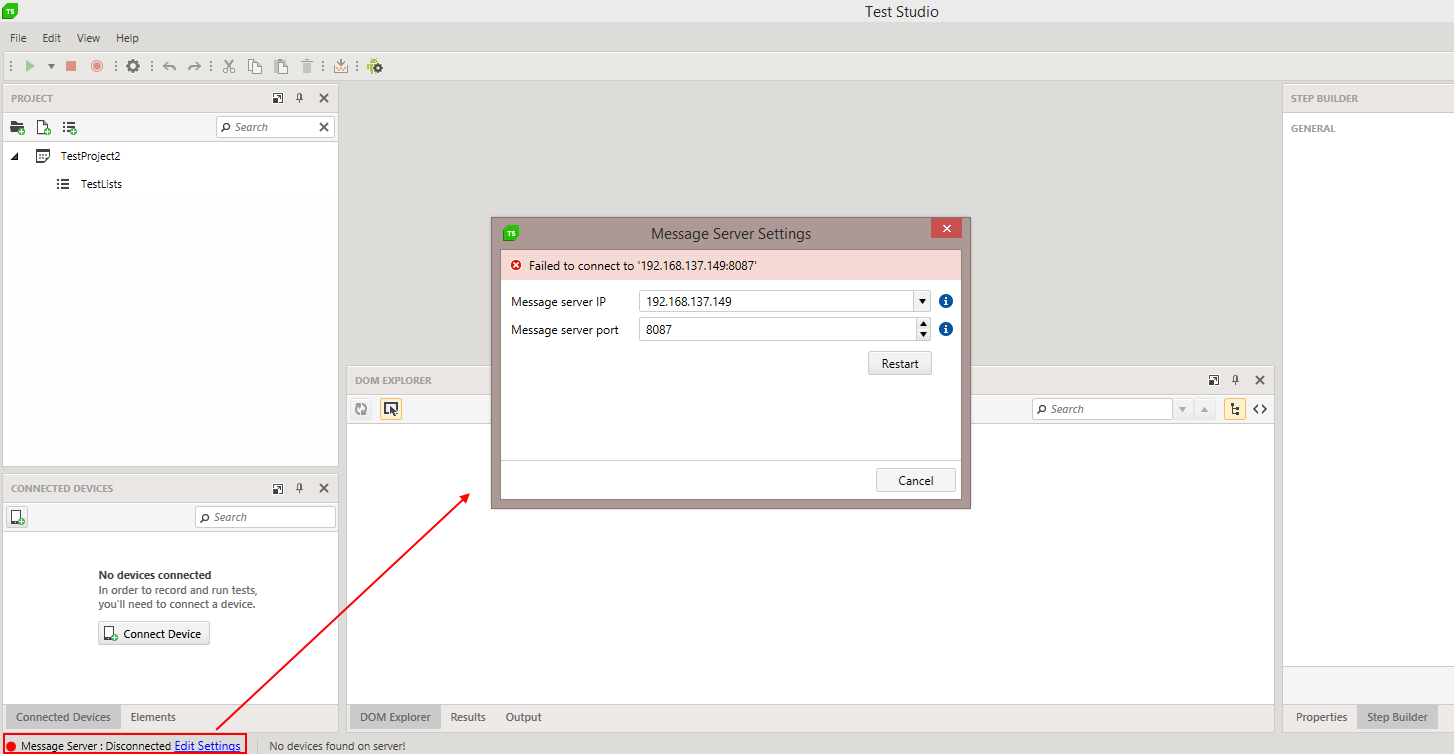 TS
Test Studio
File Edit View Help
PROJECT
Search
TestProject2
TestLists
STEP BUILDER
GENERAL
TS
Message Server Settings
Failed to connect to '192.168.137.149:8087'
Message server IP 192.168.137.149
Message server port 8087
Restart
Cancel
DOM EXPLORER
Search
CONNECTED DEVICES
Search
No devices connected
In order to record and run tests,
you'll need to connect a device.
Connect Device
Connected Devices Elements
DOM Explorer Results Output
Properties Step Builder
Message Server : Disconnected Edit Settings No devices found on server!